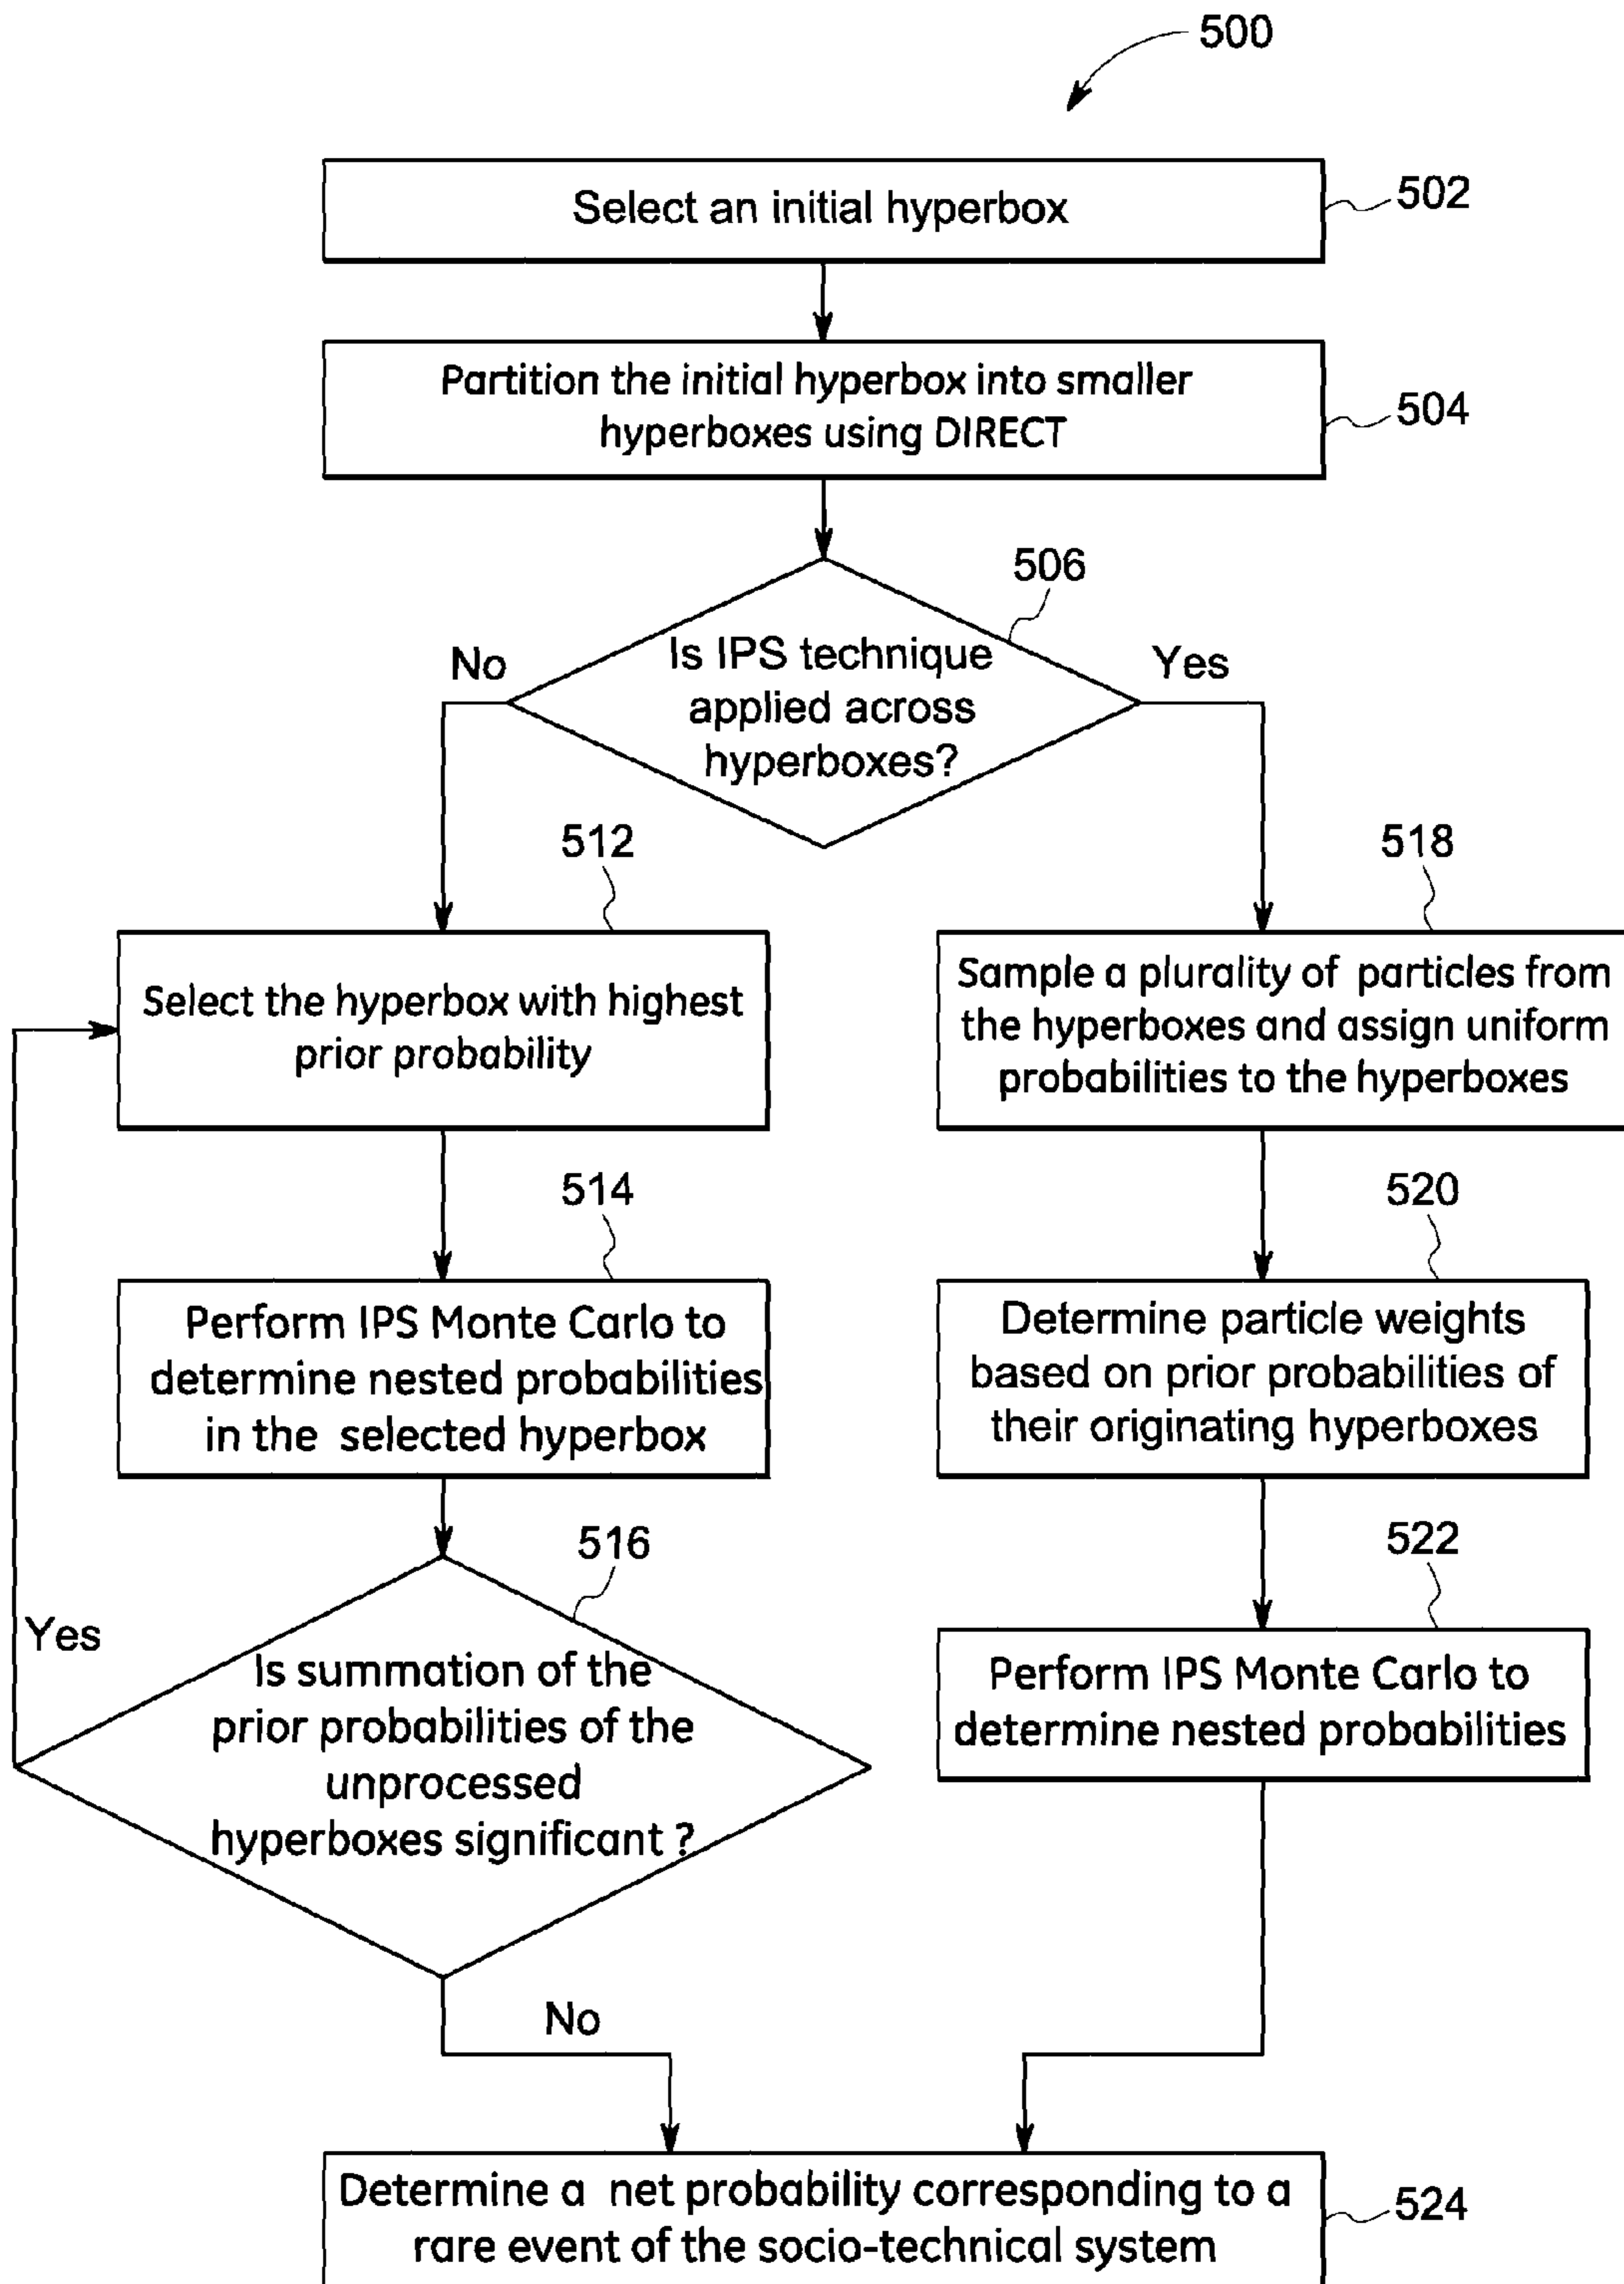 500
Select an initial hyperbox
502
Partition the initial hyperbox into smaller
hyperboxes using DIRECT
504
506
Is IPS technique
applied across
hyperboxes?
No
Yes
512
518
Select the hyperbox with highest
prior probability
Sample a plurality of particles from
the hyperboxes and assign uniform
probabilities to the hyperboxes
514
520
Perform IPS Monte Carlo to
determine nested probabilities
in the selected hyperbox
Determine particle weights
based on prior probabilities of
their originating hyperboxes
516
522
Yes
Is summation of the
prior probabilities of the
unprocessed
hyperboxes significant ?
Perform IPS Monte Carlo to
determine nested probabilities
No
Determine a net probability corresponding to a
rare event of the socio-technical system
524